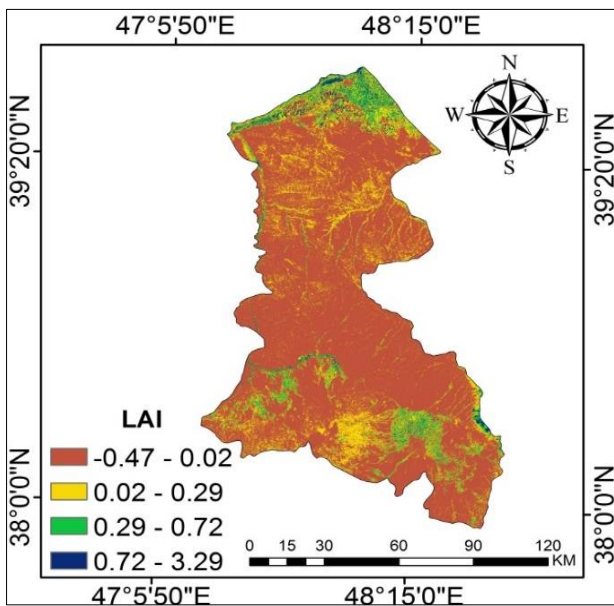 47°5'50"E 48°15'0"E
N
W E
S
39°20'0"N
39°20'0"N
LAI
-0.47 - 0.02
0.02 - 0.29
0.29 - 0.72
0.72 - 3.29
38°0'0"N
38°0'0"N
0 15 30 60 90 120
KM
47°5'50"E 48°15'0"E